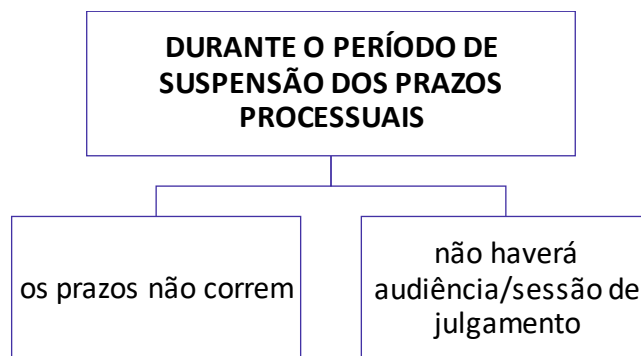 DURANTE O PERÍODO DE
SUSPENSÃO DOS PRAZOS
PROCESSUAIS
os prazos não correm
não haverá
audiência/sessão de
julgamento